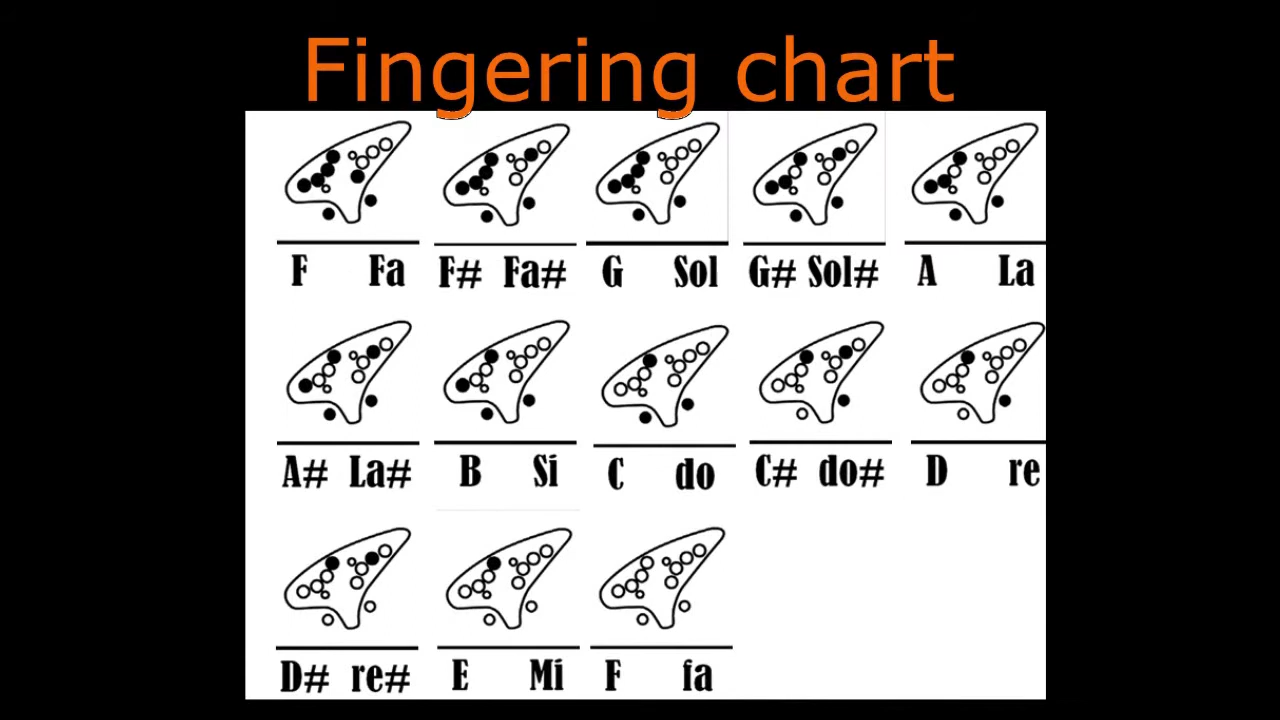 Fingering chart
F Fa F# Fa# G Sol G# Sol# A La
A# La# B Si C do C# do# D re
D# re# E Mi F fa